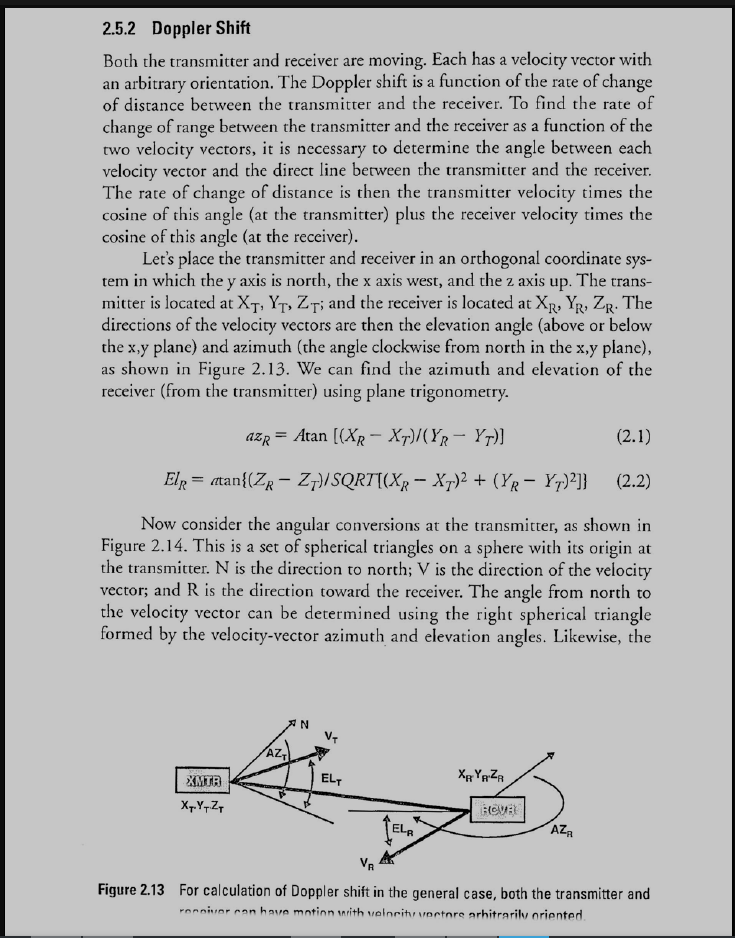 2.5.2 Doppler Shift
Both the transmitter and receiver are moving. Each has a velocity vector with
an arbitrary orientation. The Doppler shift is a function of the rate of change
of distance between the transmitter and the receiver. To find the rate of
change of range between the transmitter and the receiver as a function of the
two velocity vectors, it is necessary to determine the angle between each
velocity vector and the direct line between the transmitter and the receiver.
The rate of change of distance is then the transmitter velocity times the
cosine of this angle (at the transmitter) plus the receiver velocity times the
cosine of this angle (at the receiver).
Let's place the transmitter and receiver in an orthogonal coordinate sys-
tem in which the y axis is north, the x axis west, and the z axis up. The trans-
mitter is located at X_T, Y_T, Z_T; and the receiver is located at X_R, Y_R, Z_R. The
directions of the velocity vectors are then the elevation angle (above or below
the x,y plane) and azimuth (the angle clockwise from north in the x,y plane),
as shown in Figure 2.13. We can find the azimuth and elevation of the
receiver (from the transmitter) using plane trigonometry.
az_R = Atan [(X_R − X_T)/(Y_R − Y_T)] (2.1)
El_R = atan{(Z_R − Z_T)/SQRT[(X_R − X_T)² + (Y_R − Y_T)²]} (2.2)
Now consider the angular conversions at the transmitter, as shown in
Figure 2.14. This is a set of spherical triangles on a sphere with its origin at
the transmitter. N is the direction to north; V is the direction of the velocity
vector; and R is the direction toward the receiver. The angle from north to
the velocity vector can be determined using the right spherical triangle
formed by the velocity-vector azimuth and elevation angles. Likewise, the
N
V_T
AZ_T
XMTR
EL_T
X_T,Y_T,Z_T
X_R,Y_R,Z_R
RCVR
EL_R
AZ_R
V_R
Figure 2.13 For calculation of Doppler shift in the general case, both the transmitter and
receiver can have motion with velocity vectors arbitrarily oriented.